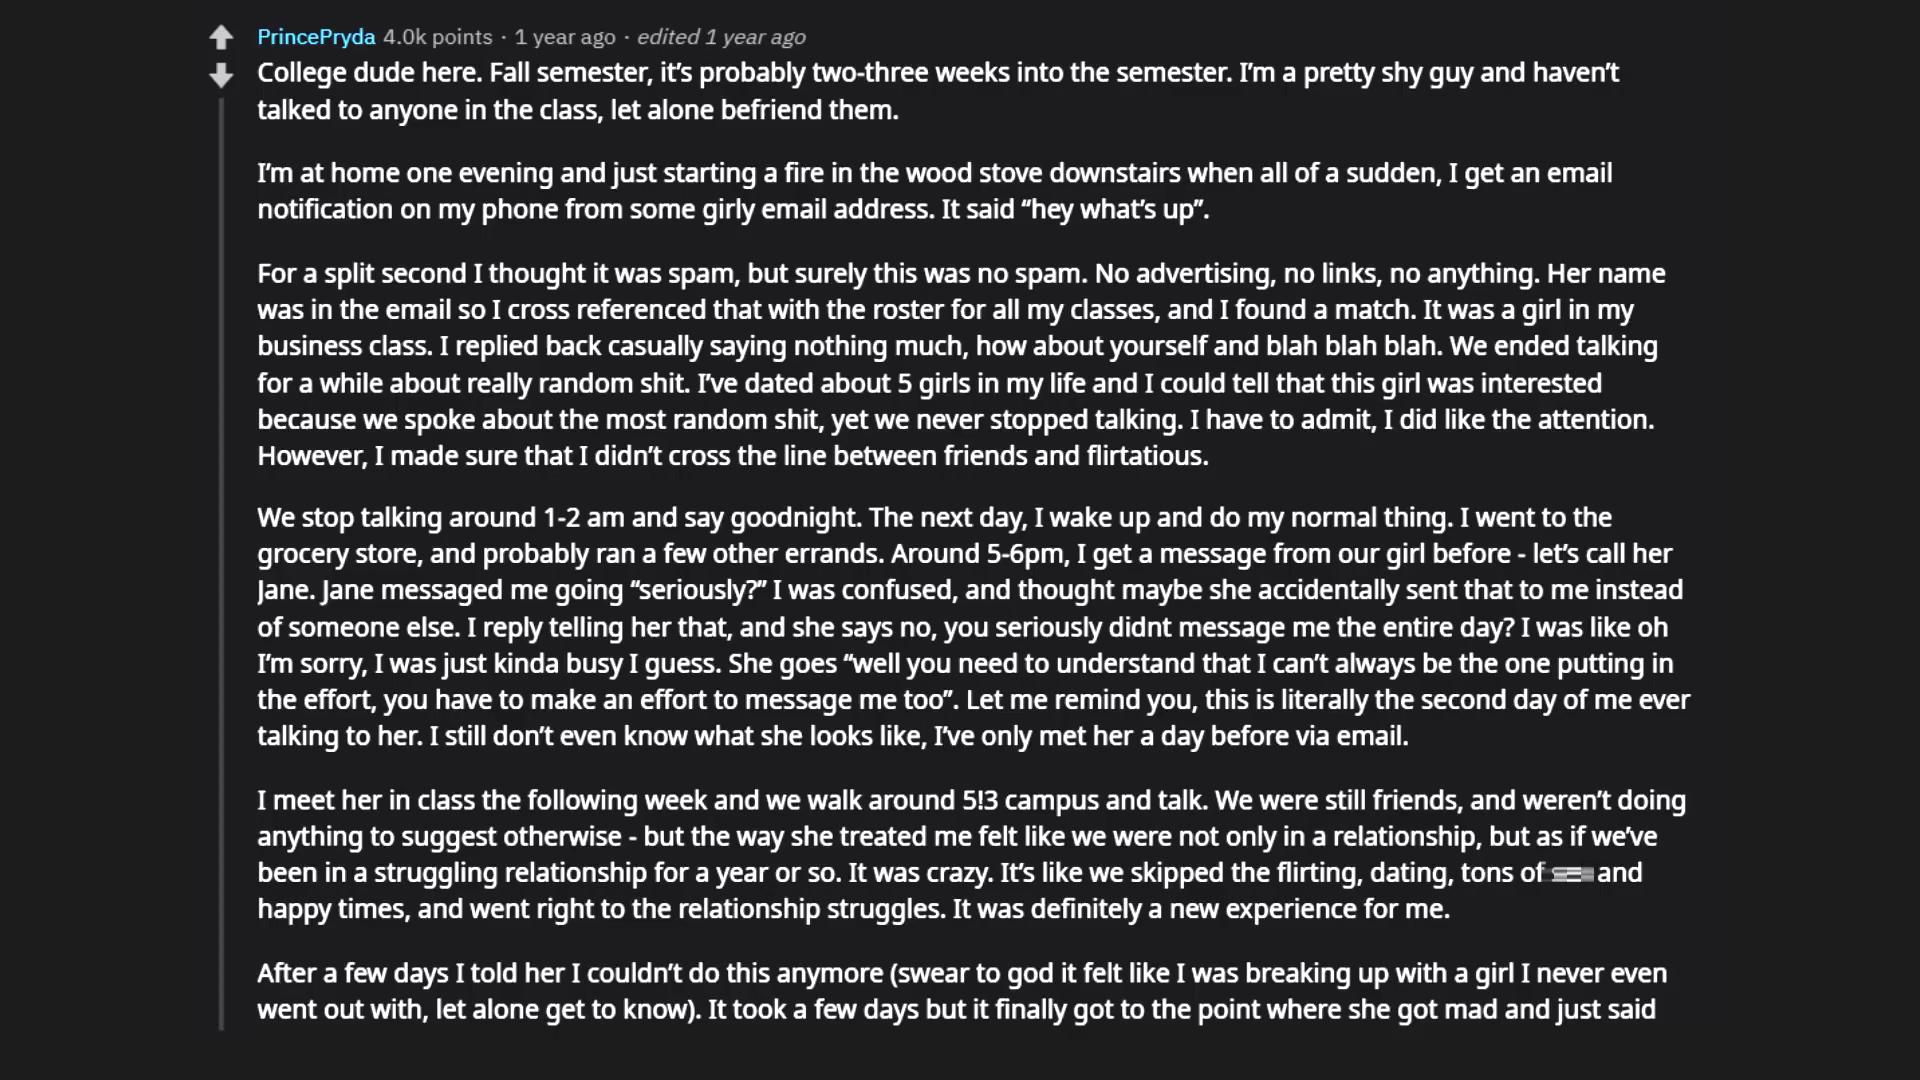 PrincePryda 4.0k points · 1 year ago · edited 1 year ago
College dude here. Fall semester, it's probably two-three weeks into the semester. I'm a pretty shy guy and haven't
talked to anyone in the class, let alone befriend them.
I'm at home one evening and just starting a fire in the wood stove downstairs when all of a sudden, I get an email
notification on my phone from some girly email address. It said “hey what's up”.
For a split second I thought it was spam, but surely this was no spam. No advertising, no links, no anything. Her name
was in the email so I cross referenced that with the roster for all my classes, and I found a match. It was a girl in my
business class. I replied back casually saying nothing much, how about yourself and blah blah blah. We ended talking
for a while about really random shit. I've dated about 5 girls in my life and I could tell that this girl was interested
because we spoke about the most random shit, yet we never stopped talking. I have to admit, I did like the attention.
However, I made sure that I didn't cross the line between friends and flirtatious.
We stop talking around 1-2 am and say goodnight. The next day, I wake up and do my normal thing. I went to the
grocery store, and probably ran a few other errands. Around 5-6pm, I get a message from our girl before - let's call her
Jane. Jane messaged me going “seriously?” I was confused, and thought maybe she accidentally sent that to me instead
of someone else. I reply telling her that, and she says no, you seriously didnt message me the entire day? I was like oh
I'm sorry, I was just kinda busy I guess. She goes “well you need to understand that I can't always be the one putting in
the effort, you have to make an effort to message me too”. Let me remind you, this is literally the second day of me ever
talking to her. I still don't even know what she looks like, I've only met her a day before via email.
I meet her in class the following week and we walk around 5!3 campus and talk. We were still friends, and weren't doing
anything to suggest otherwise - but the way she treated me felt like we were not only in a relationship, but as if we've
been in a struggling relationship for a year or so. It was crazy. It's like we skipped the flirting, dating, tons of and
happy times, and went right to the relationship struggles. It was definitely a new experience for me.
After a few days I told her I couldn't do this anymore (swear to god it felt like I was breaking up with a girl I never even
went out with, let alone get to know). It took a few days but it finally got to the point where she got mad and just said